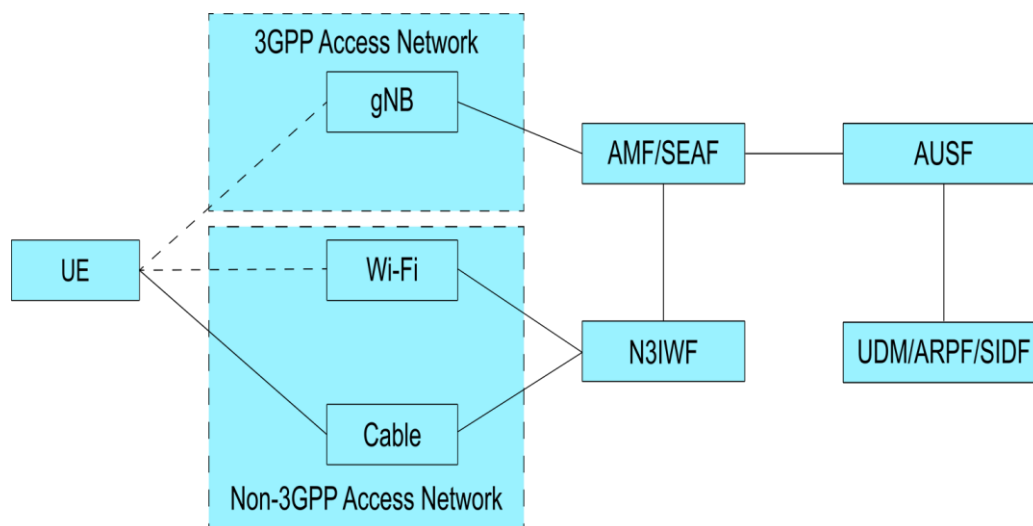 3GPP Access Network
gNB
AMF/SEAF
AUSF
UE
Wi-Fi
N3IWF
UDM/ARPF/SIDF
Cable
Non-3GPP Access Network